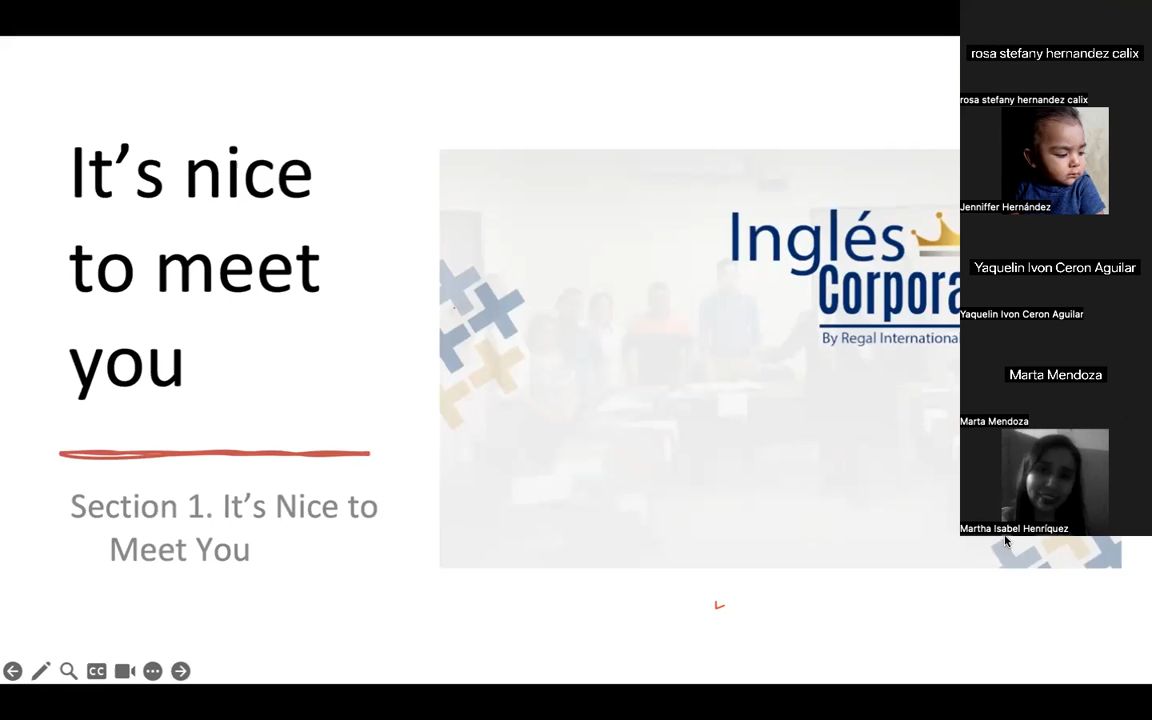 It's nice
to meet
you
Section 1. It's Nice to
Meet You
Inglés
Corpora
By Regal Internationa
CC
rosa stefany hernandez calix
rosa stefany hernandez calix
Jenniffer Hernández
Yaquelin Ivon Ceron Aguilar
Yaquelin Ivon Ceron Aguilar
Marta Mendoza
Marta Mendoza
Martha Isabel Henríquez